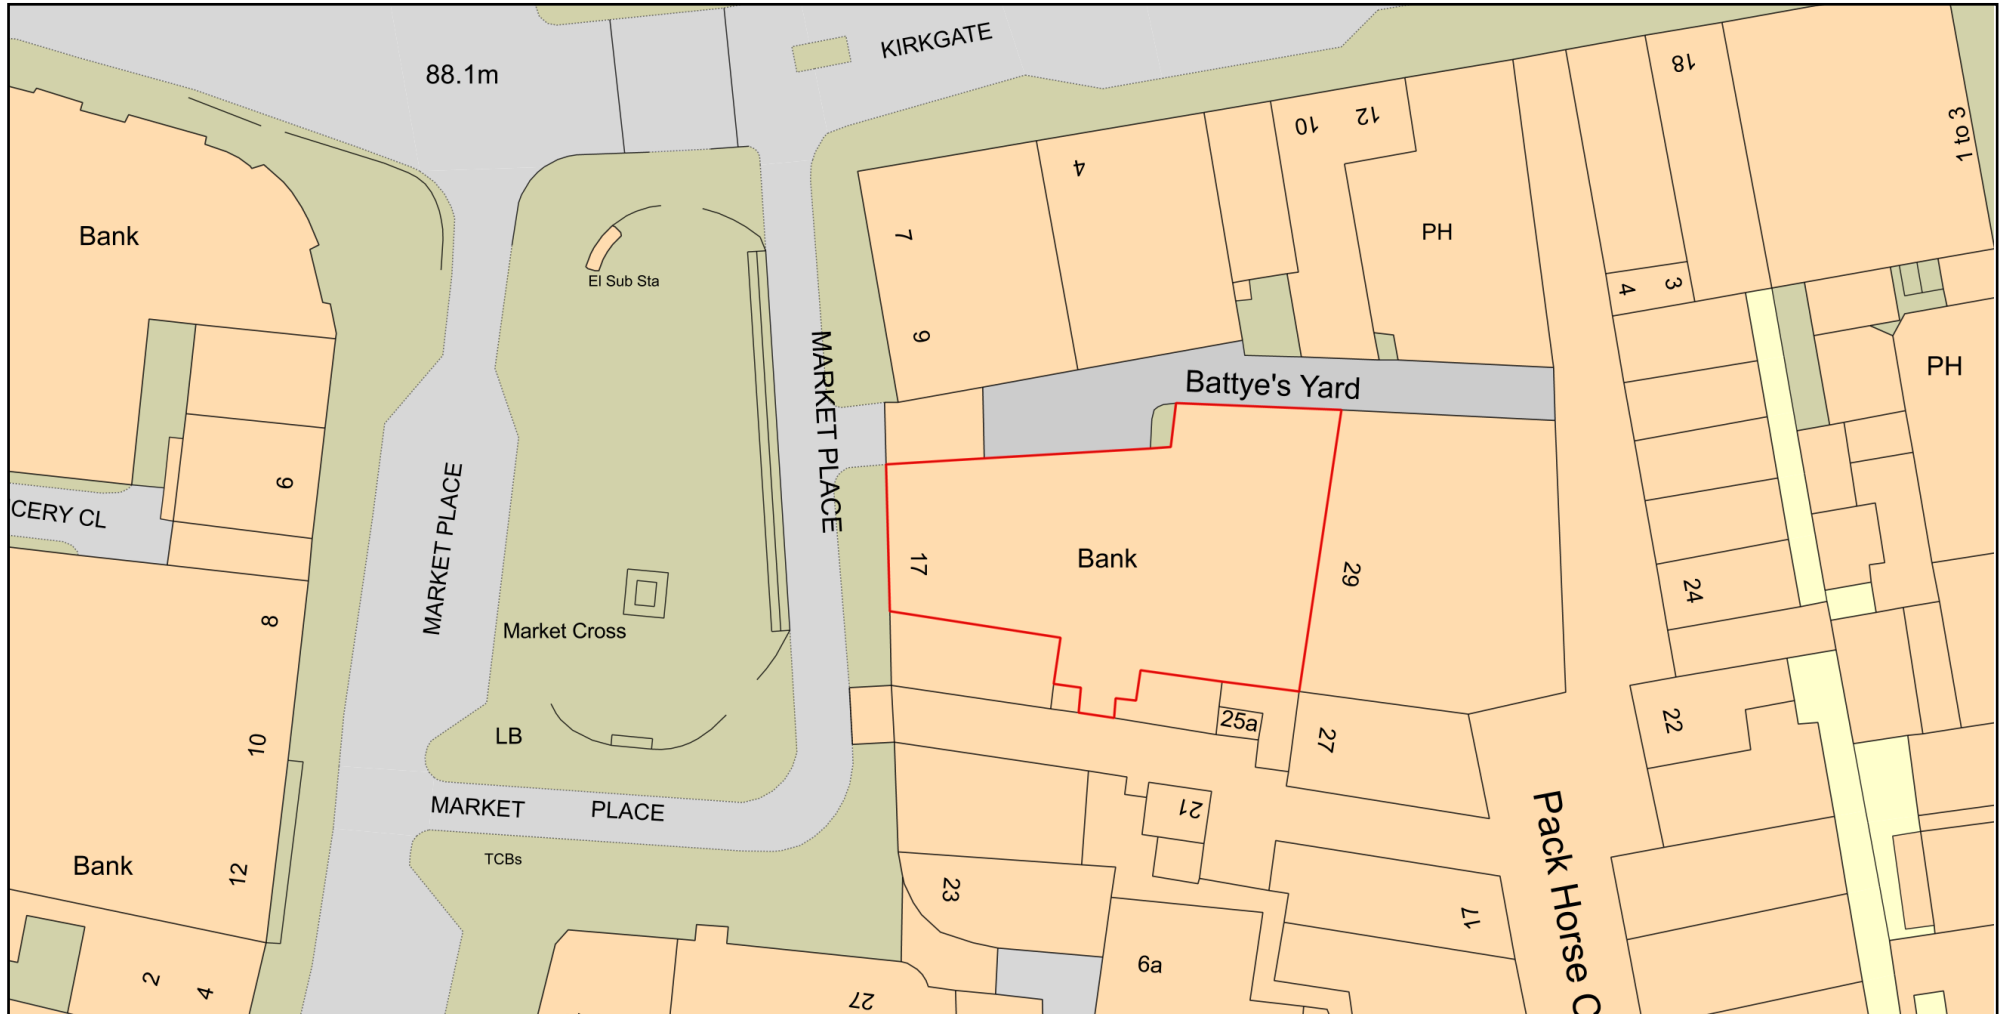 KIRKGATE
88.1m
18
12
10
1 to 3
4
Bank
7
PH
El Sub Sta
4
3
9
MARKET PLACE
PH
Battye's Yard
6
CERY CL
MARKET PLACE
17
Bank
29
24
8
Market Cross
25a
22
LB
10
27
MARKET PLACE
21
TCBs
Bank
12
23
17
Pack Horse C
6a
2
4
27